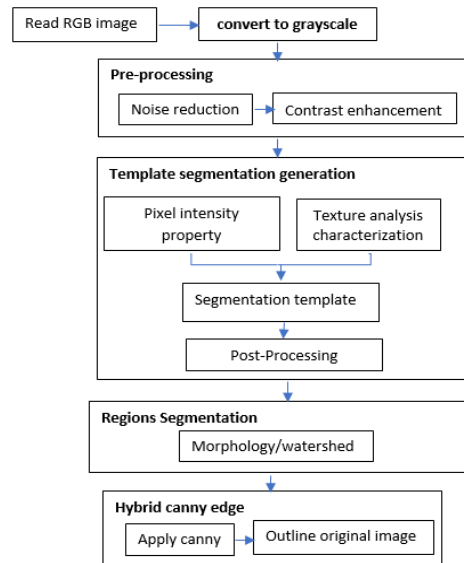 Read RGB image
convert to grayscale
Pre-processing
Noise reduction
Contrast enhancement
Template segmentation generation
Pixel intensity
property
Texture analysis
characterization
Segmentation template
Post-Processing
Regions Segmentation
Morphology/watershed
Hybrid canny edge
Apply canny
Outline original image